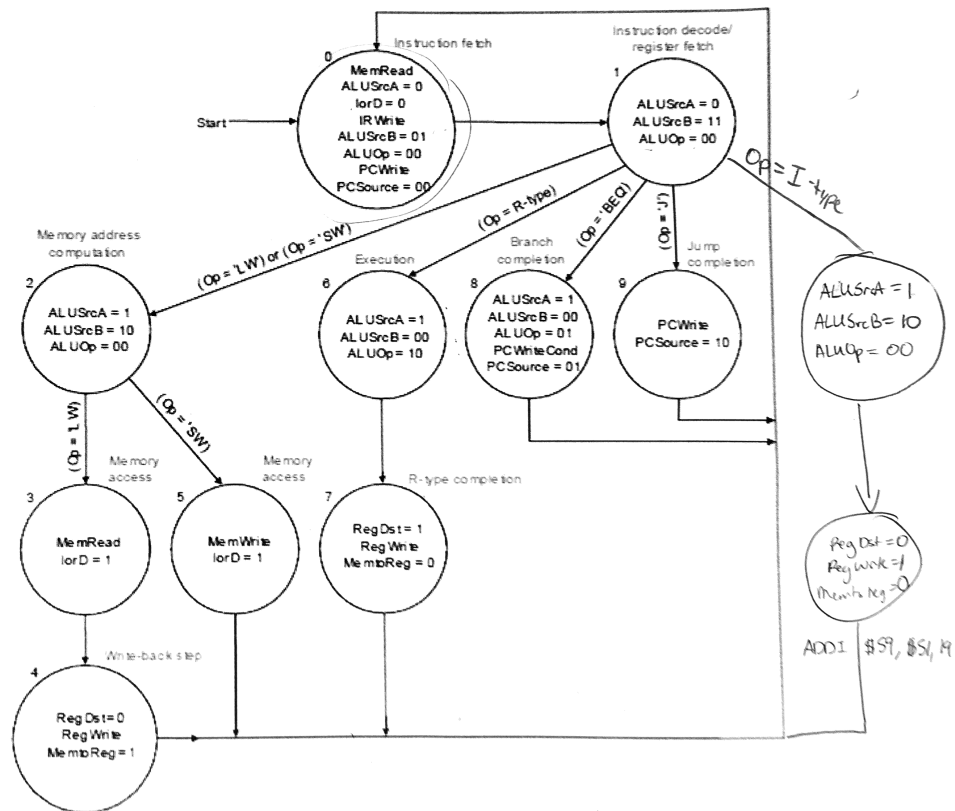 Instruction fetch
0
MemRead
ALUSrcA = 0
IorD = 0
IRWrite
ALUSrcB = 01
ALUOp = 00
PCWrite
PCSource = 00
Start
Instruction decode/
register fetch
1
ALUSrcA = 0
ALUSrcB = 11
ALUOp = 00
Op = I-type
(Op = 'LW') or (Op = 'SW')
(Op = R-type)
(Op = 'BEQ')
(Op = 'J')
Memory address
computation
2
ALUSrcA = 1
ALUSrcB = 10
ALUOp = 00
Execution
6
ALUSrcA = 1
ALUSrcB = 00
ALUOp = 10
Branch
completion
8
ALUSrcA = 1
ALUSrcB = 00
ALUOp = 01
PCWriteCond
PCSource = 01
Jump
completion
9
PCWrite
PCSource = 10
ALUSrcA = 1
ALUSrcB = 10
ALUOp = 00
(Op = 'LW')
(Op = 'SW')
Memory
access
3
MemRead
IorD = 1
Memory
access
5
MemWrite
IorD = 1
R-type completion
7
RegDst = 1
RegWrite
MemtoReg = 0
RegDst = 0
RegWrite = 1
MemtoReg = 0
ADDI $S9, $S1, 19
Write-back step
4
RegDst = 0
RegWrite
MemtoReg = 1